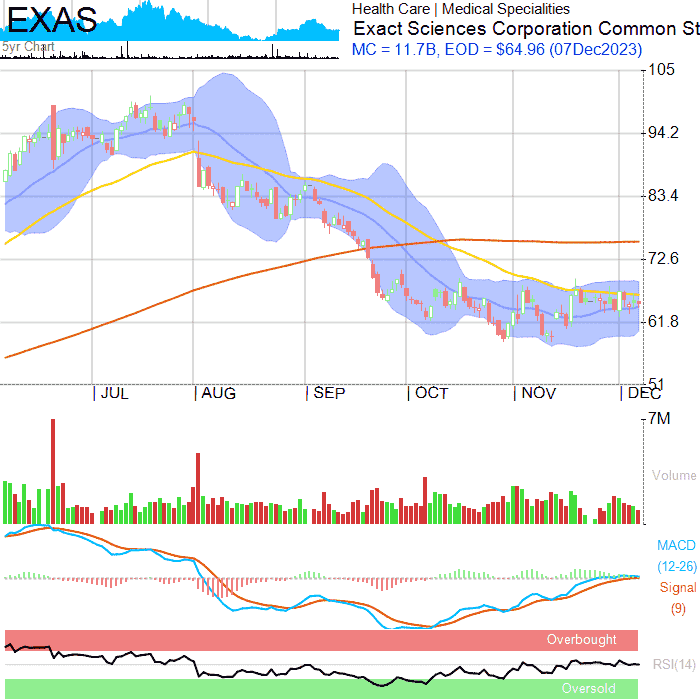 EXAS
5yr Chart
Health Care | Medical Specialities
Exact Sciences Corporation Common St
MC = 11.7B, EOD = $64.96 (07Dec2023)
105
94.2
83.4
72.6
61.8
51
JUL AUG SEP OCT NOV DEC
7M
Volume
MACD
(12-26)
Signal
(9)
Overbought
RSI(14)
Oversold